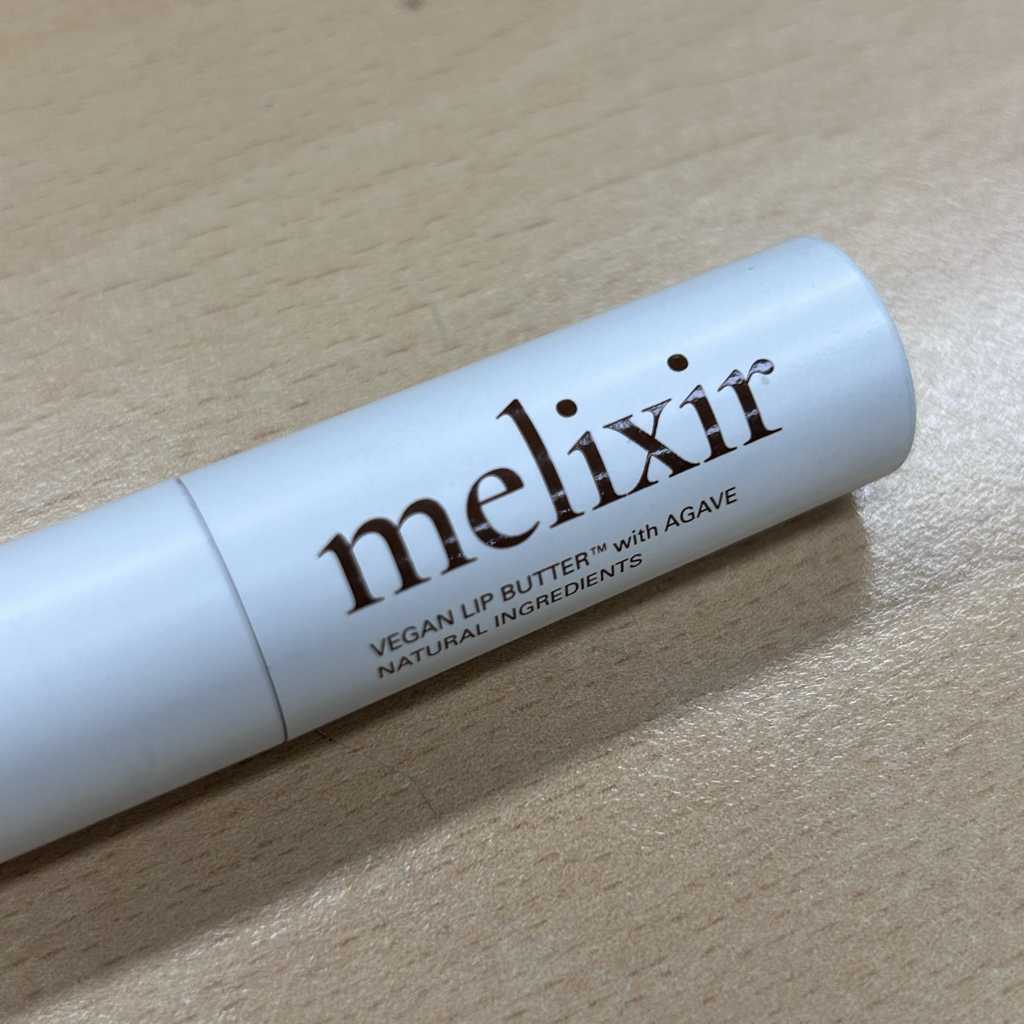 melixir
VEGAN LIP BUTTER™ with AGAVE
NATURAL INGREDIENTS